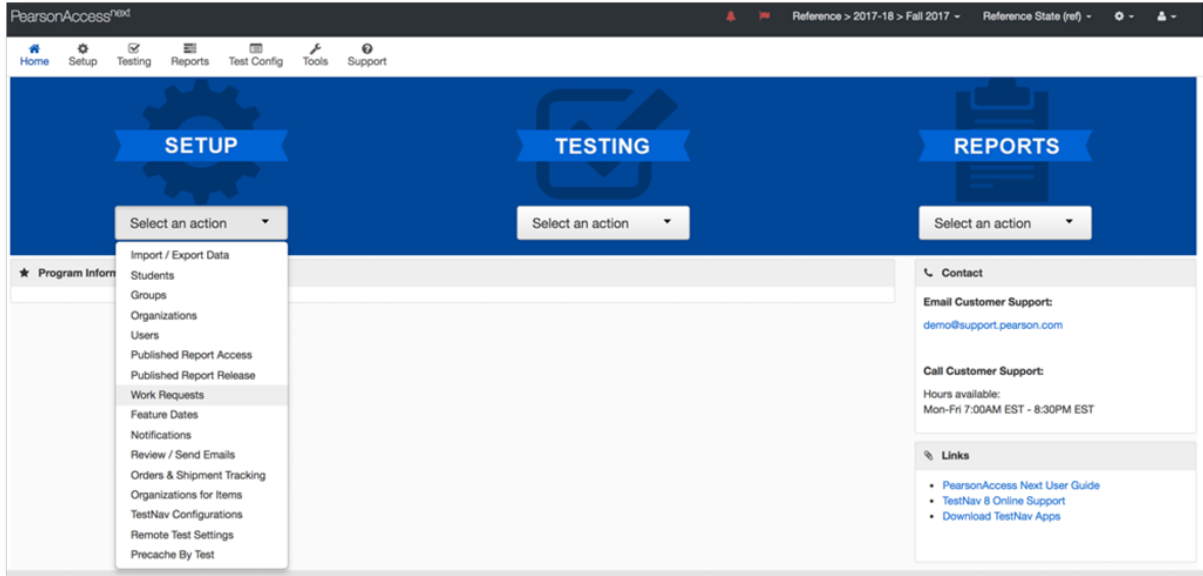 PearsonAccessnext
Reference > 2017-18 > Fall 2017
Reference State (ref)
Home
Setup
Testing
Reports
Test Config
Tools
Support
SETUP
TESTING
REPORTS
Select an action
Select an action
Select an action
Import / Export Data
Students
Groups
Organizations
Users
Published Report Access
Published Report Release
Work Requests
Feature Dates
Notifications
Review / Send Emails
Orders & Shipment Tracking
Organizations for Items
TestNav Configurations
Remote Test Settings
Precache By Test
Program Inform
Contact
Email Customer Support:
demo@support.pearson.com
Call Customer Support:
Hours available:
Mon-Fri 7:00AM EST - 8:30PM EST
Links
PearsonAccess Next User Guide
TestNav 8 Online Support
Download TestNav Apps